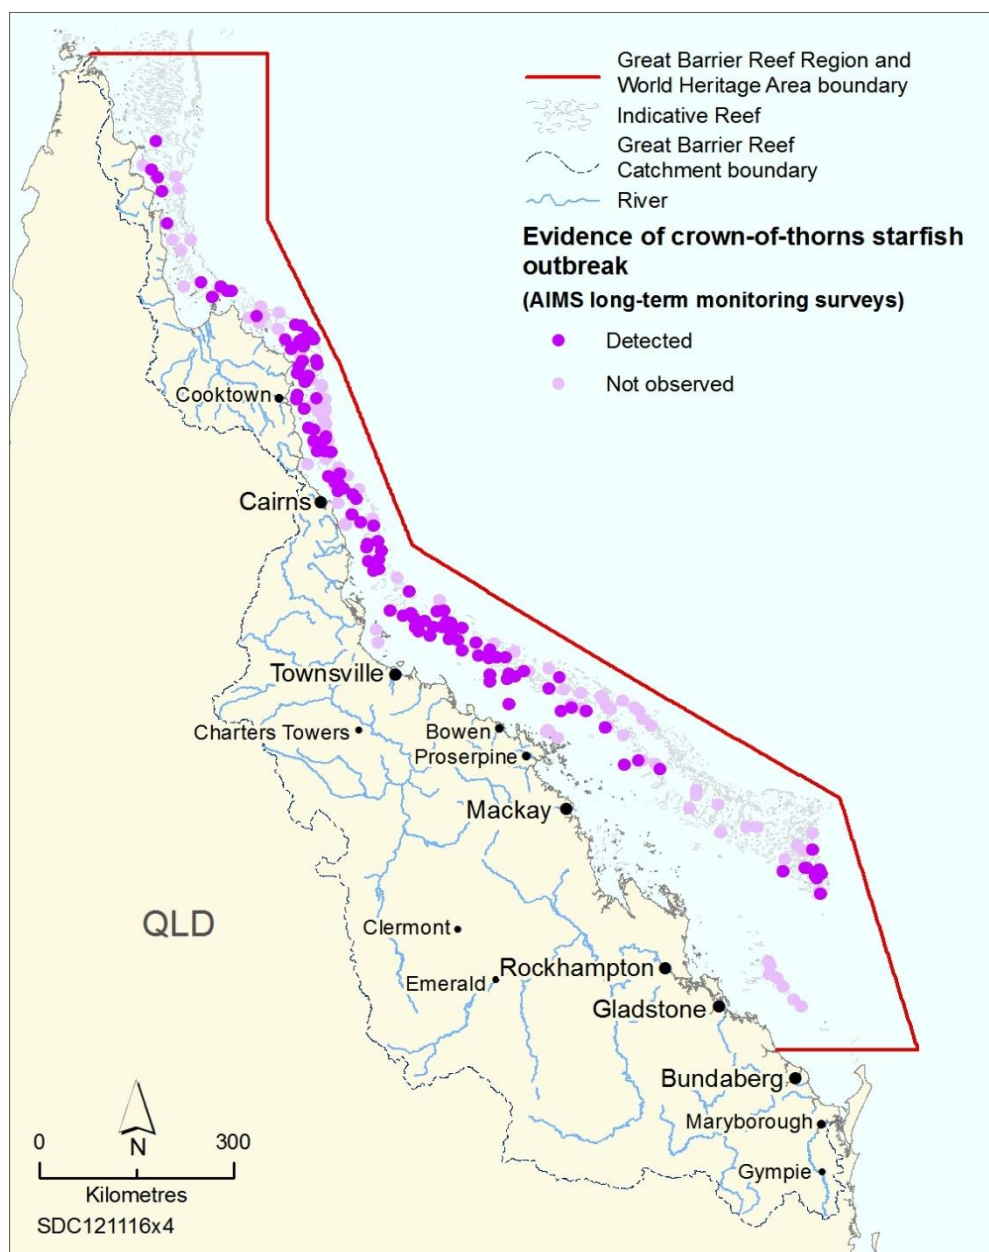 Great Barrier Reef Region and
World Heritage Area boundary
Indicative Reef
Great Barrier Reef
Catchment boundary
River
Evidence of crown-of-thorns starfish
outbreak
(AIMS long-term monitoring surveys)
Detected
Not observed
Cooktown
Cairns
Townsville
Charters Towers
Bowen
Proserpine
Mackay
QLD
Clermont
Rockhampton
Emerald
Gladstone
Bundaberg
Maryborough
Gympie
0 300
N
Kilometres
SDC121116x4